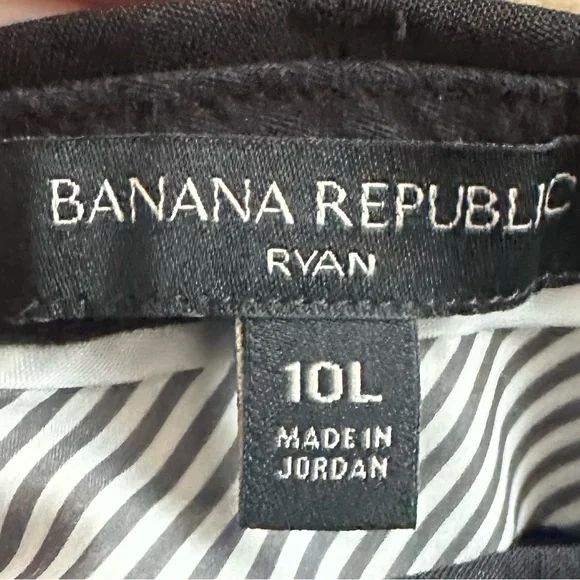 BANANA REPUBLIC
RYAN
10L
MADE IN
JORDAN